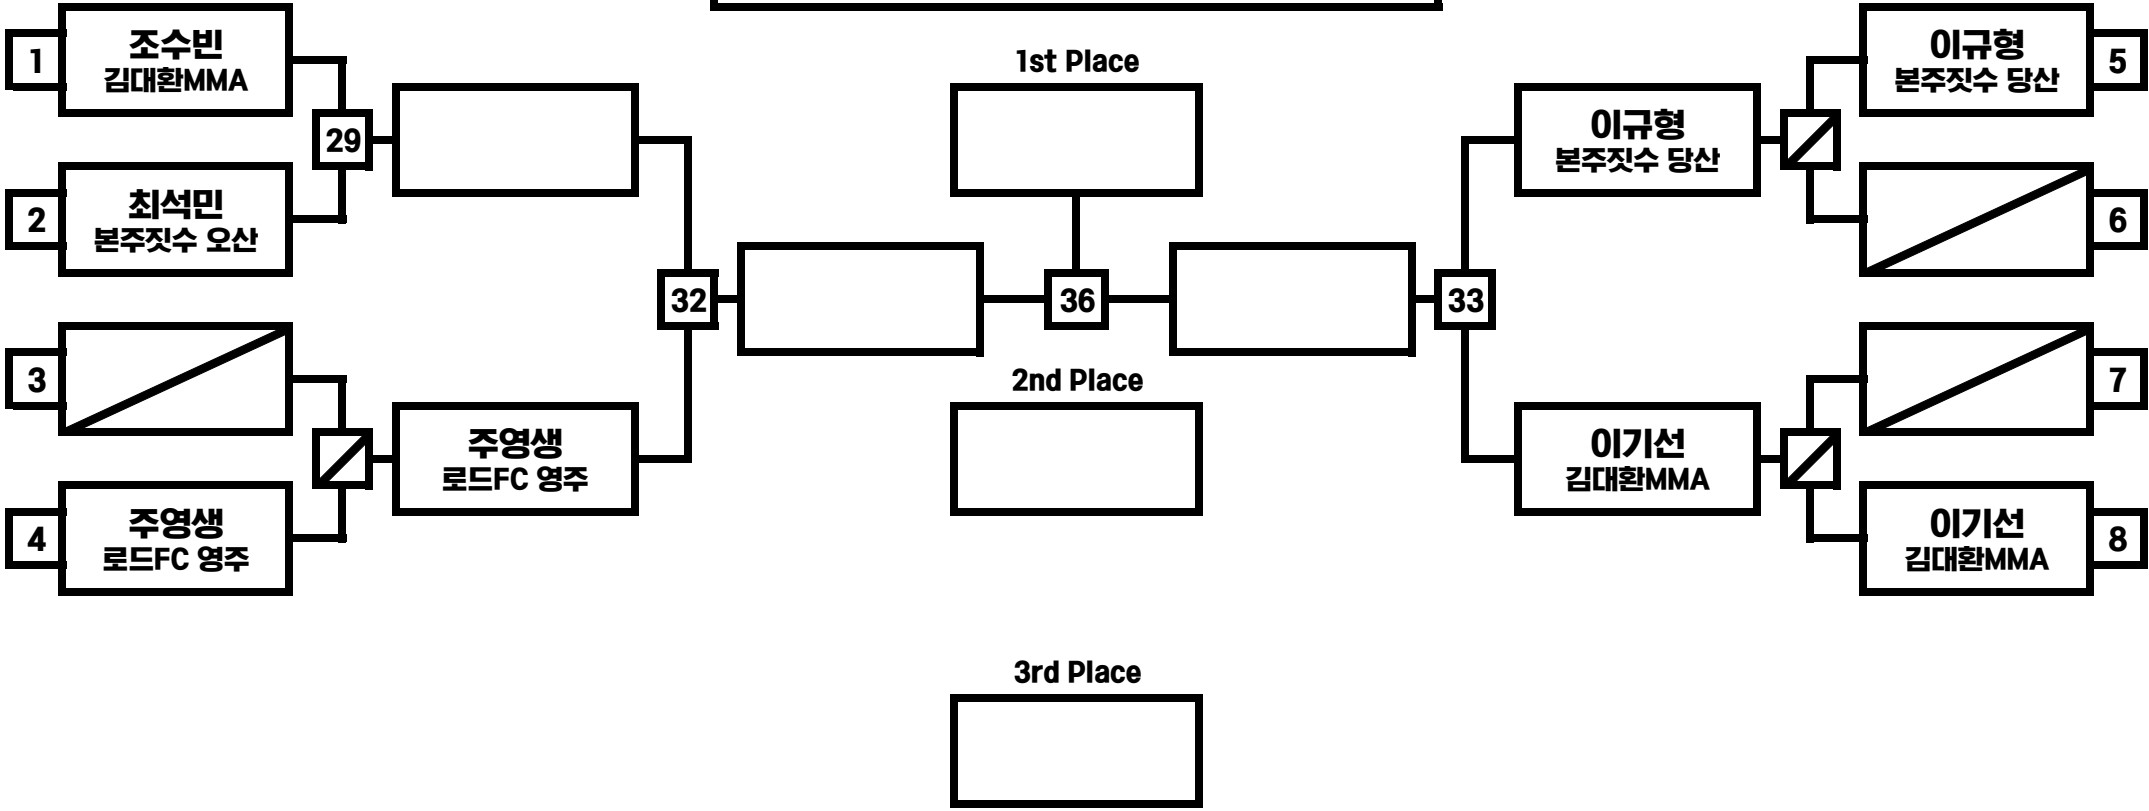 1
조수빈
김대환MMA
29
2
최석민
본주짓수 오산
3
4
주영생
로드FC 영주
주영생
로드FC 영주
32
1st Place
36
2nd Place
3rd Place
33
이규형
본주짓수 당산
이기선
김대환MMA
이규형
본주짓수 당산
5
6
7
이기선
김대환MMA
8